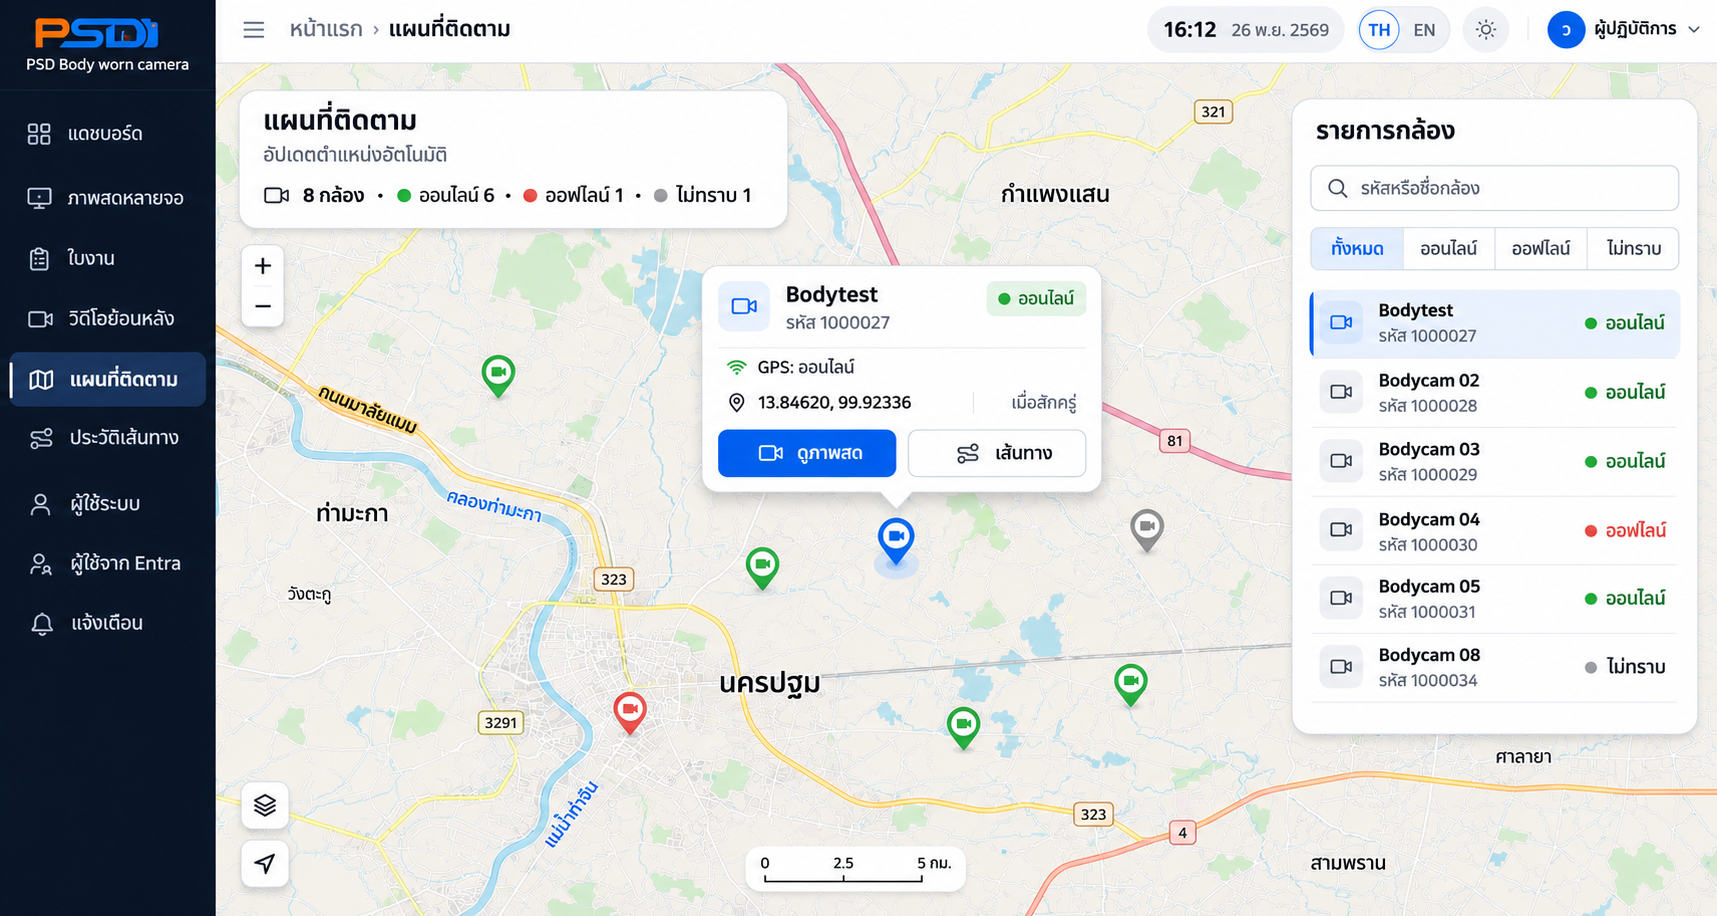 PSDi
PSD Body worn camera
แดชบอร์ด
ภาพสดหลายจอ
ใบงาน
วิดีโอย้อนหลัง
แผนที่ติดตาม
ประวัติเส้นทาง
ผู้ใช้ระบบ
ผู้ใช้จาก Entra
แจ้งเตือน
หน้าแรก › แผนที่ติดตาม
16:12 26 พ.ย. 2569
TH EN
ว ผู้ปฏิบัติการ
แผนที่ติดตาม
อัปเดตตำแหน่งอัตโนมัติ
8 กล้อง • ออนไลน์ 6 • ออฟไลน์ 1 • ไม่ทราบ 1
+
−
Bodytest
ออนไลน์
รหัส 1000027
GPS: ออนไลน์
13.84620, 99.92336
เมื่อสักครู่
ดูภาพสด
เส้นทาง
321
กำแพงแสน
81
ถนนมาลัยแมม
คลองท่ามะกา
ท่ามะกา
วังตะกู
323
นครปฐม
3291
แม่น้ำท่าจีน
323
4
ศาลายา
สามพราน
0 2.5 5 กม.
รายการกล้อง
รหัสหรือชื่อกล้อง
ทั้งหมด ออนไลน์ ออฟไลน์ ไม่ทราบ
Bodytest
รหัส 1000027
ออนไลน์
Bodycam 02
รหัส 1000028
ออนไลน์
Bodycam 03
รหัส 1000029
ออนไลน์
Bodycam 04
รหัส 1000030
ออฟไลน์
Bodycam 05
รหัส 1000031
ออนไลน์
Bodycam 08
รหัส 1000034
ไม่ทราบ